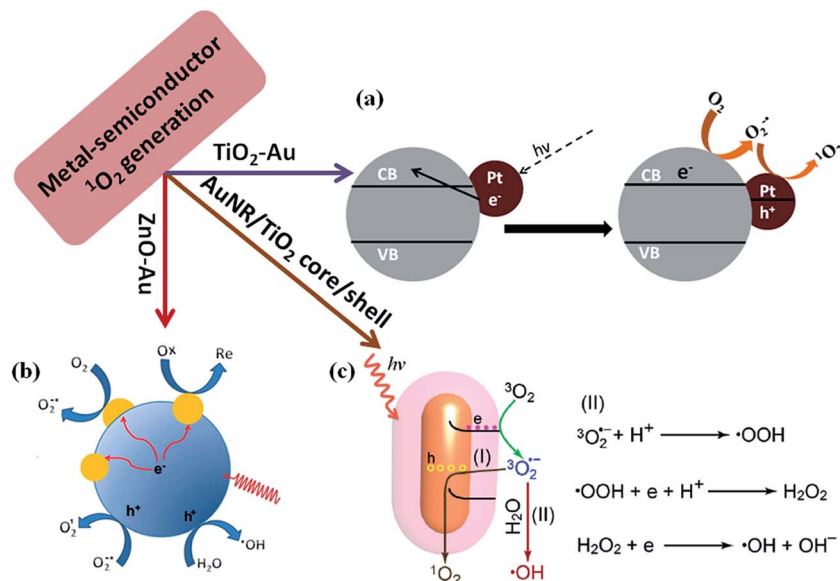 Metal-semiconductor
¹O₂ generation
TiO₂-Au
AuNR/TiO₂ core/shell
ZnO-Au
(a)
CB
VB
Pt
e⁻
hν
O₂
O₂⁻•
¹O₂
CB
e⁻
Pt
h⁺
VB
(b)
O₂
O₂⁻•
Ox
Re
e⁻
h⁺
h⁺
O₂¹
O₂⁻•
H₂O
•OH
(c)
hν
³O₂
e
h
(I)
³O₂•⁻
H₂O
(II)
¹O₂
•OH
(II)
³O₂•⁻ + H⁺ ⟶ •OOH
•OOH + e + H⁺ ⟶ H₂O₂
H₂O₂ + e ⟶ •OH + OH⁻